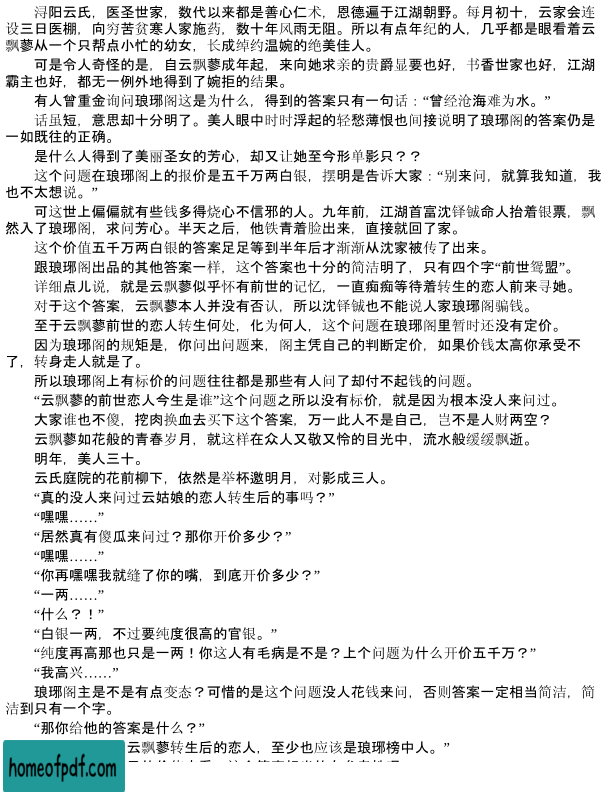 浔阳云氏，医圣世家，数代以来都是善心仁术，恩德遍于江湖朝野。每月初十，云家会连
设三日医棚，向穷苦贫寒人家施药，数十年风雨无阻。所以有点年纪的人，几乎都是眼看着云
飘蓼从一个只帮点小忙的幼女，长成绰约温婉的绝美佳人。
可是令人奇怪的是，自云飘蓼成年起，来向她求亲的贵爵显要也好，书香世家也好，江湖
霸主也好，都无一例外地得到了婉拒的结果。
有人曾重金询问琅琊阁这是为什么，得到的答案只有一句话：“曾经沧海难为水。”
话虽短，意思却十分明了。美人眼中时时浮起的轻愁薄恨也间接说明了琅琊阁的答案仍是
一如既往的正确。
是什么人得到了美丽圣女的芳心，却又让她至今形单影只？？
这个问题在琅琊阁上的报价是五千万两白银，摆明是告诉大家：“别来问，就算我知道，我
也不太想说。”
可这世上偏偏就有些钱多得烧心不信邪的人。九年前，江湖首富沈铎铖命人抬着银票，飘
然入了琅琊阁，求问芳心。半天之后，他铁青着脸出来，直接就回了家。
这个价值五千万两白银的答案足足等到半年后才渐渐从沈家被传了出来。
跟琅琊阁出品的其他答案一样，这个答案也十分的简洁明了，只有四个字“前世鸳盟”。
详细点儿说，就是云飘蓼似乎怀有前世的记忆，一直痴痴等待着转生的恋人前来寻她。
对于这个答案，云飘蓼本人并没有否认，所以沈铎铖也不能说人家琅琊阁骗钱。
至于云飘蓼前世的恋人转生何处，化为何人，这个问题在琅琊阁里暂时还没有定价。
因为琅琊阁的规矩是，你问出问题来，阁主凭自己的判断定价，如果价钱太高你承受不
了，转身走人就是了。
所以琅琊阁上有标价的问题往往都是那些有人问了却付不起钱的问题。
“云飘蓼的前世恋人今生是谁”这个问题之所以没有标价，就是因为根本没人来问过。
大家谁也不傻，挖肉换血去买下这个答案，万一此人不是自己，岂不是人财两空？
云飘蓼如花般的青春岁月，就这样在众人又敬又怜的目光中，流水般缓缓飘逝。
明年，美人三十。
云氏庭院的花前柳下，依然是举杯邀明月，对影成三人。
“真的没人来问过云姑娘的恋人转生后的事吗？”
“嘿嘿……”
“居然真有傻瓜来问过？那你开价多少？”
“嘿嘿……”
“你再嘿嘿我就缝了你的嘴，到底开价多少？”
“一两……”
“什么？！”
“白银一两，不过要纯度很高的官银。”
“纯度再高那也只是一两！你这人有毛病是不是？上个问题为什么开价五千万？”
“我高兴……”
琅琊阁主是不是有点变态？可惜的是这个问题没人花钱来问，否则答案一定相当简洁，简
洁到只有一个字。
“那你给他的答案是什么？”
云飘蓼转生后的恋人，至少也应该是琅琊榜中人。”
homeofpdf.com